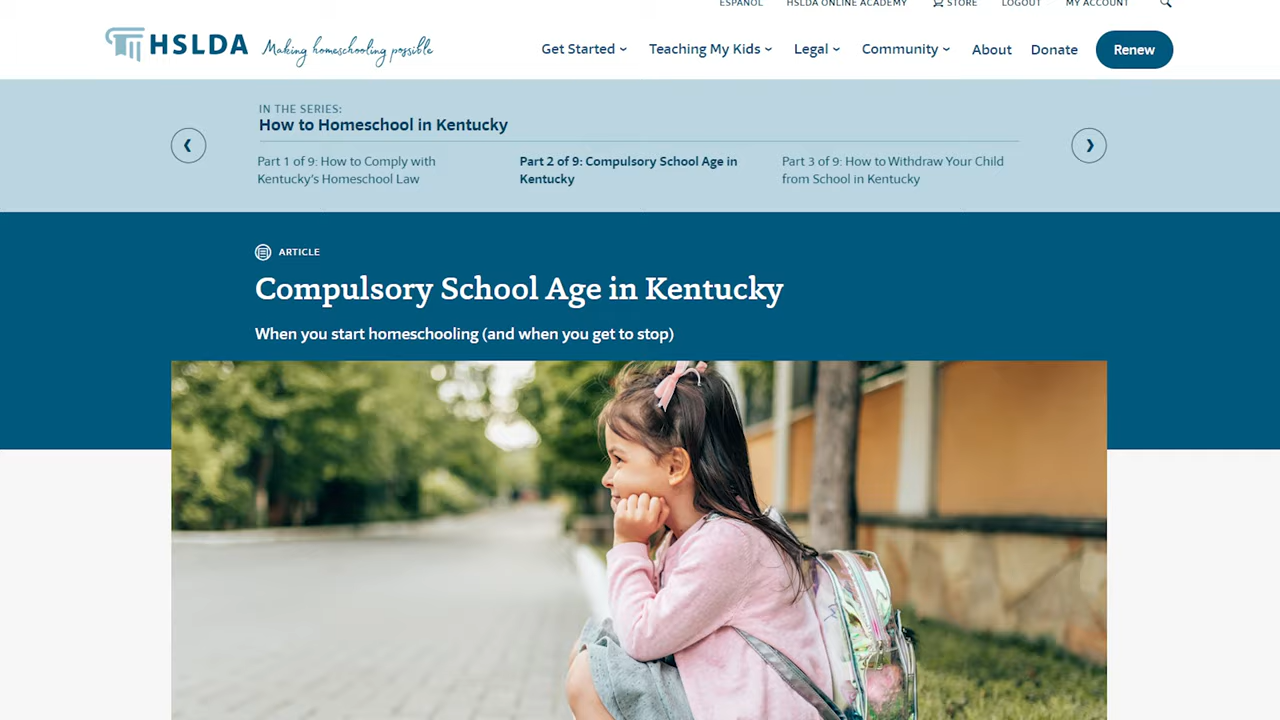 ESPAÑOL HSLDA ONLINE ACADEMY STORE LOGOUT MY ACCOUNT
HSLDA Making homeschooling possible
Get Started Teaching My Kids Legal Community About Donate Renew
IN THE SERIES:
How to Homeschool in Kentucky
Part 1 of 9: How to Comply with
Kentucky's Homeschool Law
Part 2 of 9: Compulsory School Age in
Kentucky
Part 3 of 9: How to Withdraw Your Child
from School in Kentucky
ARTICLE
Compulsory School Age in Kentucky
When you start homeschooling (and when you get to stop)